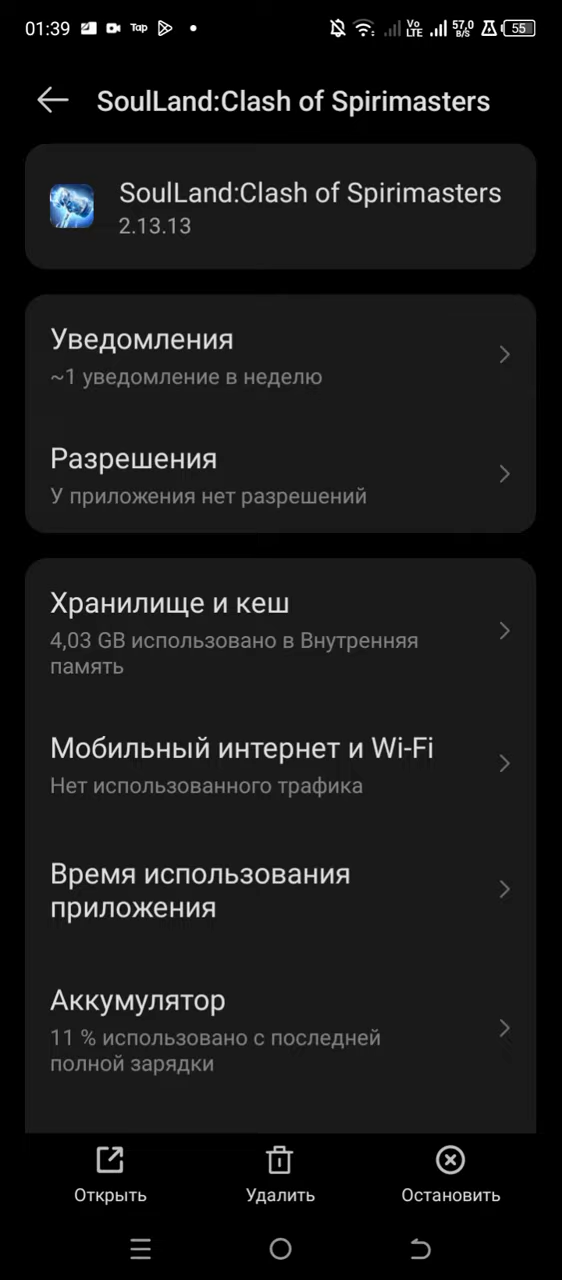 01:39 Tap Vo LTE 57,0 B/S 55
SoulLand:Clash of Spirimasters
SoulLand:Clash of Spirimasters
2.13.13
Уведомления
~1 уведомление в неделю
Разрешения
У приложения нет разрешений
Хранилище и кеш
4,03 GB использовано в Внутренняя
память
Мобильный интернет и Wi-Fi
Нет использованного трафика
Время использования
приложения
Аккумулятор
11 % использовано с последней
полной зарядки
Открыть Удалить Остановить